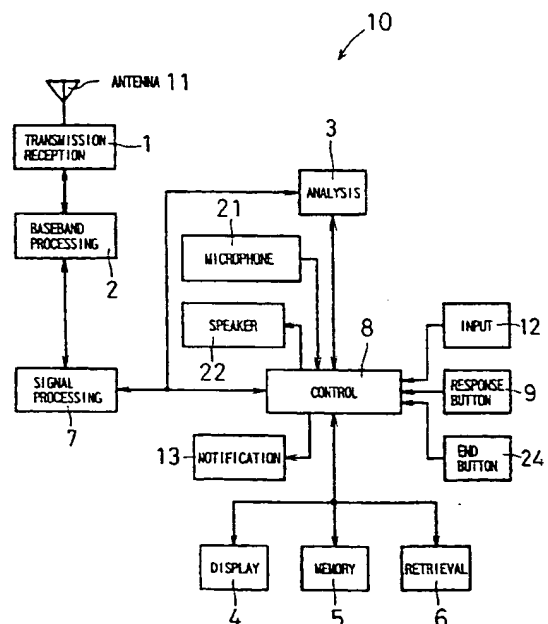 10
ANTENNA 11
TRANSMISSION
RECEPTION
1
3
ANALYSIS
BASEBAND
PROCESSING
2
21
MICROPHONE
SPEAKER
22
8
CONTROL
INPUT
12
RESPONSE
BUTTON
9
END
BUTTON
24
SIGNAL
PROCESSING
7
13
NOTIFICATION
DISPLAY
4
MEMORY
5
RETRIEVAL
6